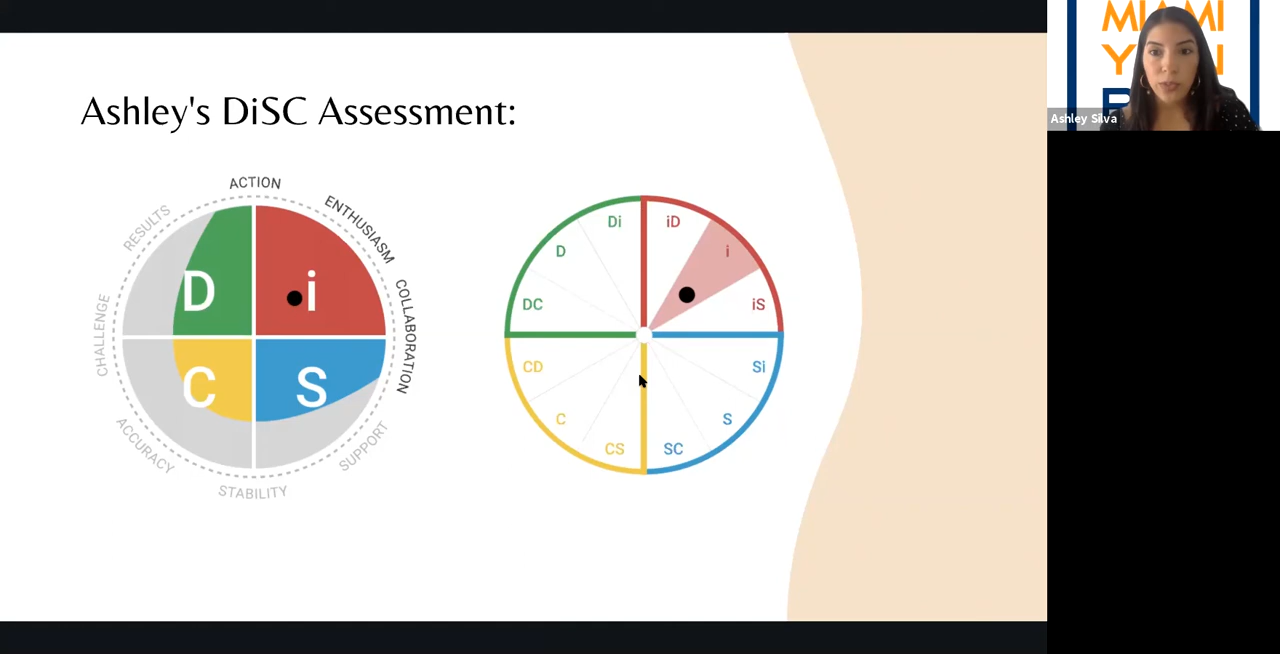 Ashley's DiSC Assessment:
ACTION
ENTHUSIASM
COLLABORATION
SUPPORT
STABILITY
ACCURACY
CHALLENGE
RESULTS
D
i
C
S
Di
iD
D
i
DC
iS
CD
Si
C
S
CS
SC
MIAMI
Ashley Silva